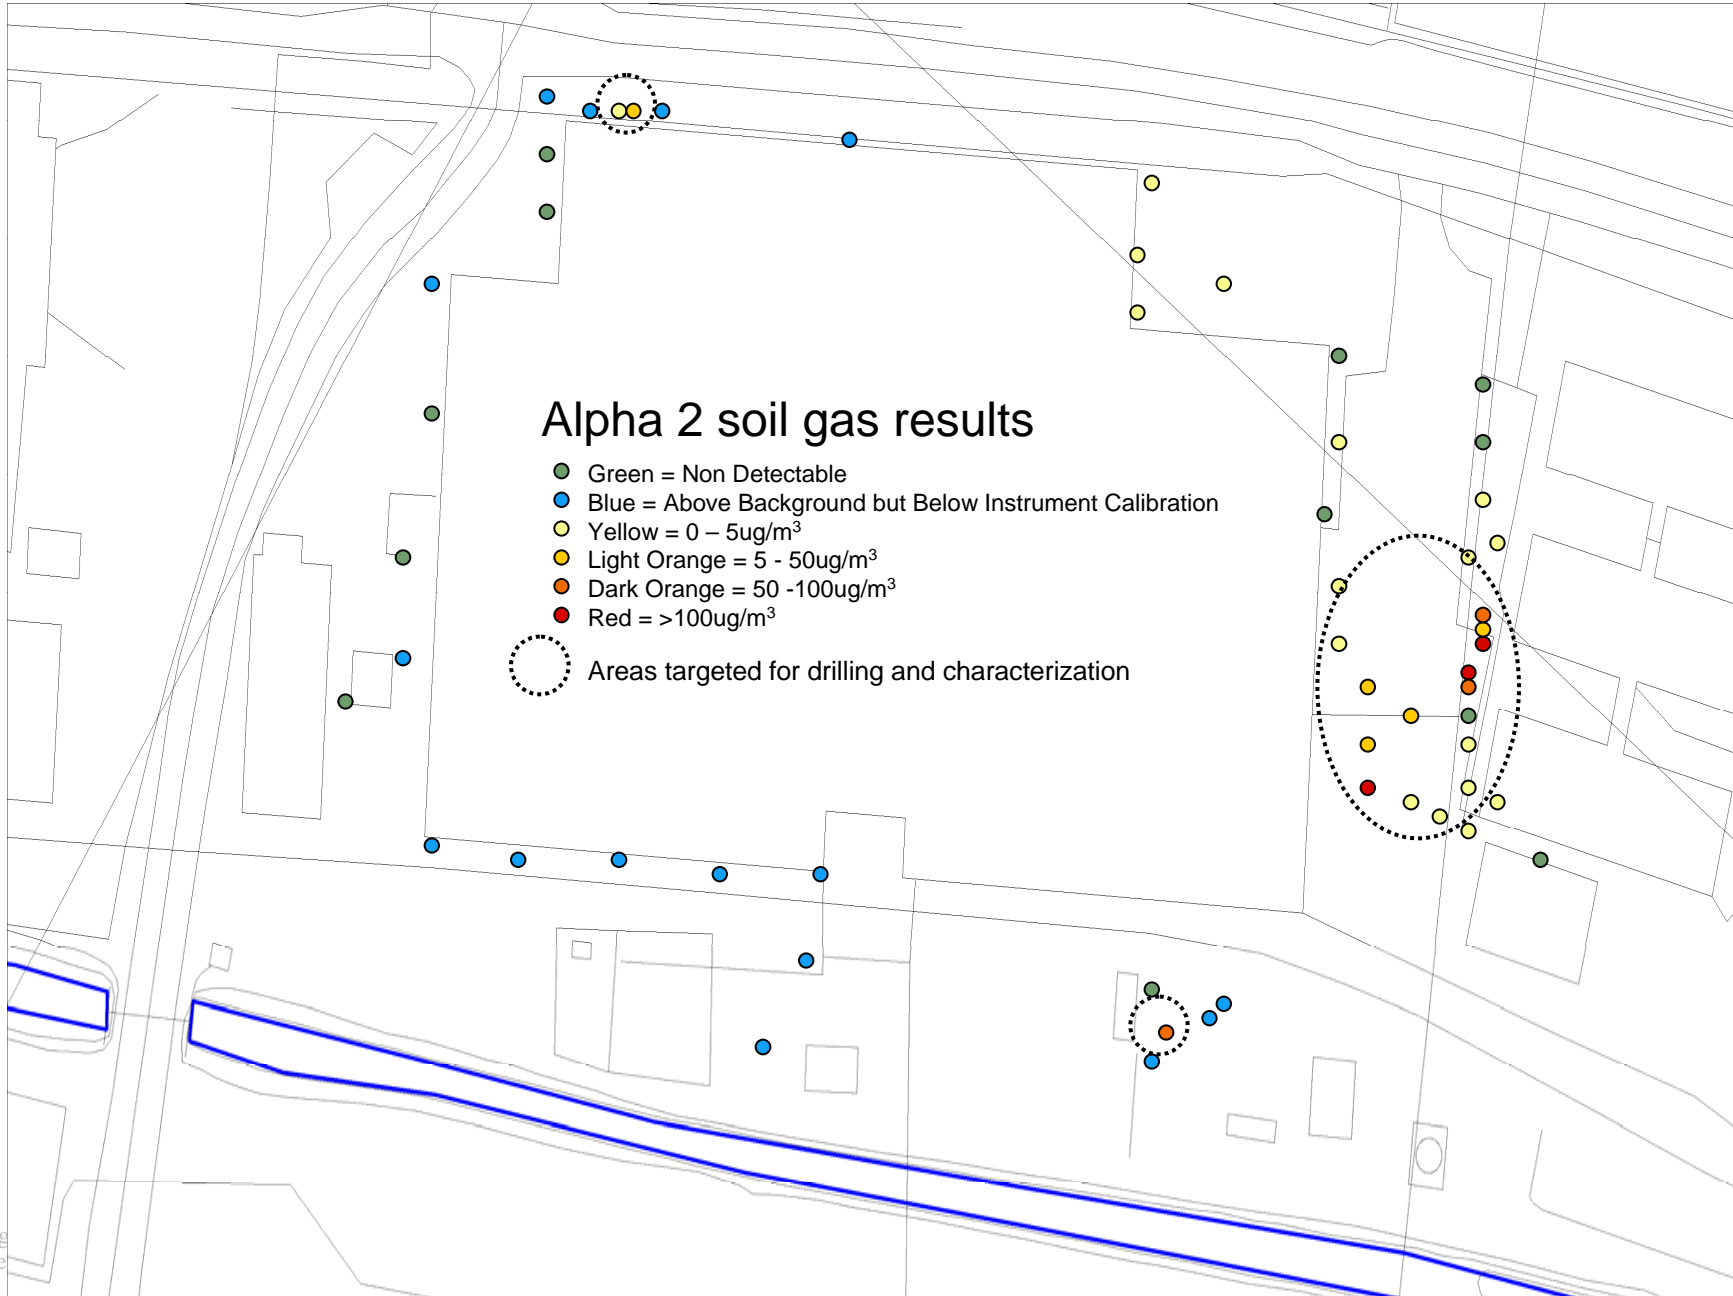 Alpha 2 soil gas results
Green = Non Detectable
Blue = Above Background but Below Instrument Calibration
Yellow = 0 – 5ug/m³
Light Orange = 5 - 50ug/m³
Dark Orange = 50 -100ug/m³
Red = >100ug/m³
Areas targeted for drilling and characterization